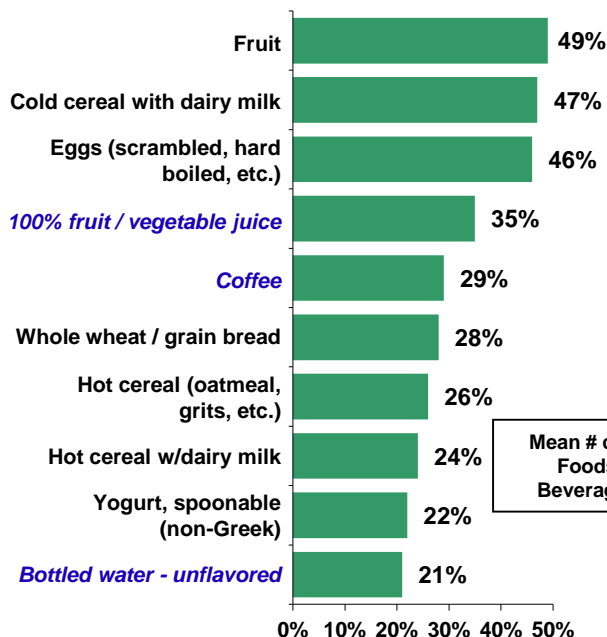 Fruit
49%
Cold cereal with dairy milk
47%
Eggs (scrambled, hard
boiled, etc.)
46%
100% fruit / vegetable juice
35%
Coffee
29%
Whole wheat / grain bread
28%
Hot cereal (oatmeal,
grits, etc.)
26%
Hot cereal w/dairy milk
24%
Mean #
Foods
Beverag
Yogurt, spoonable
(non-Greek)
22%
Bottled water - unflavored
21%
0% 10% 20% 30% 40% 50%